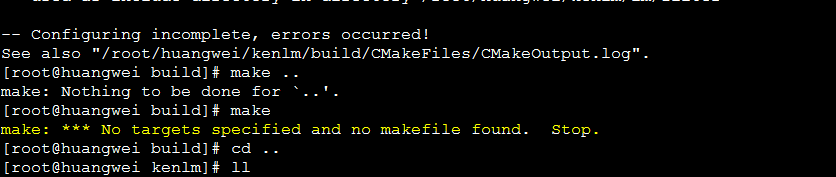 -- Configuring incomplete, errors occurred!
See also "/root/huangwei/kenlm/build/CMakeFiles/CMakeOutput.log".
[root@huangwei build]# make ..
make: Nothing to be done for `..'.
[root@huangwei build]# make
make: *** No targets specified and no makefile found.  Stop.
[root@huangwei build]# cd ..
[root@huangwei kenlm]# ll